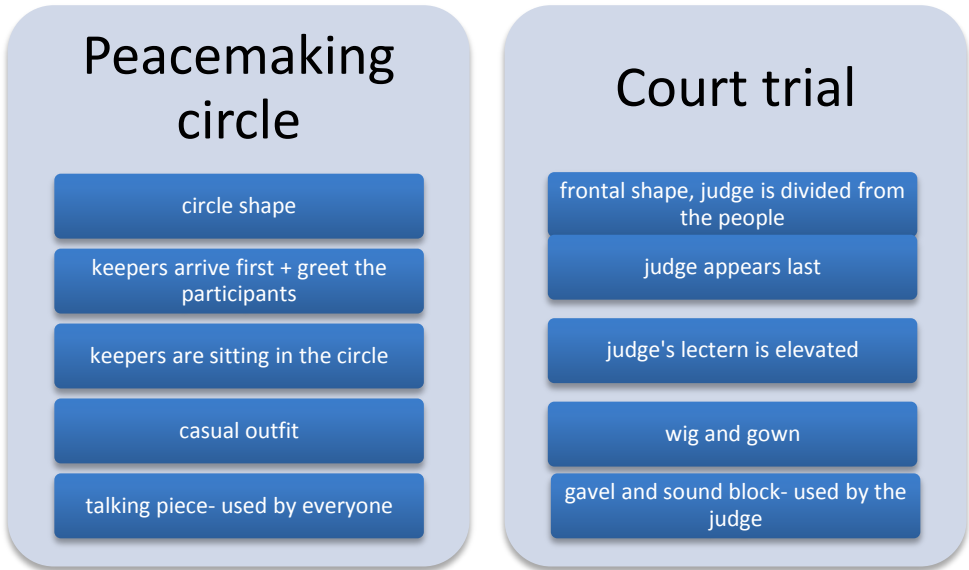 Peacemaking
circle
circle shape
keepers arrive first + greet the
participants
keepers are sitting in the circle
casual outfit
talking piece- used by everyone
Court trial
frontal shape, judge is divided from
the people
judge appears last
judge's lectern is elevated
wig and gown
gavel and sound block- used by the
judge